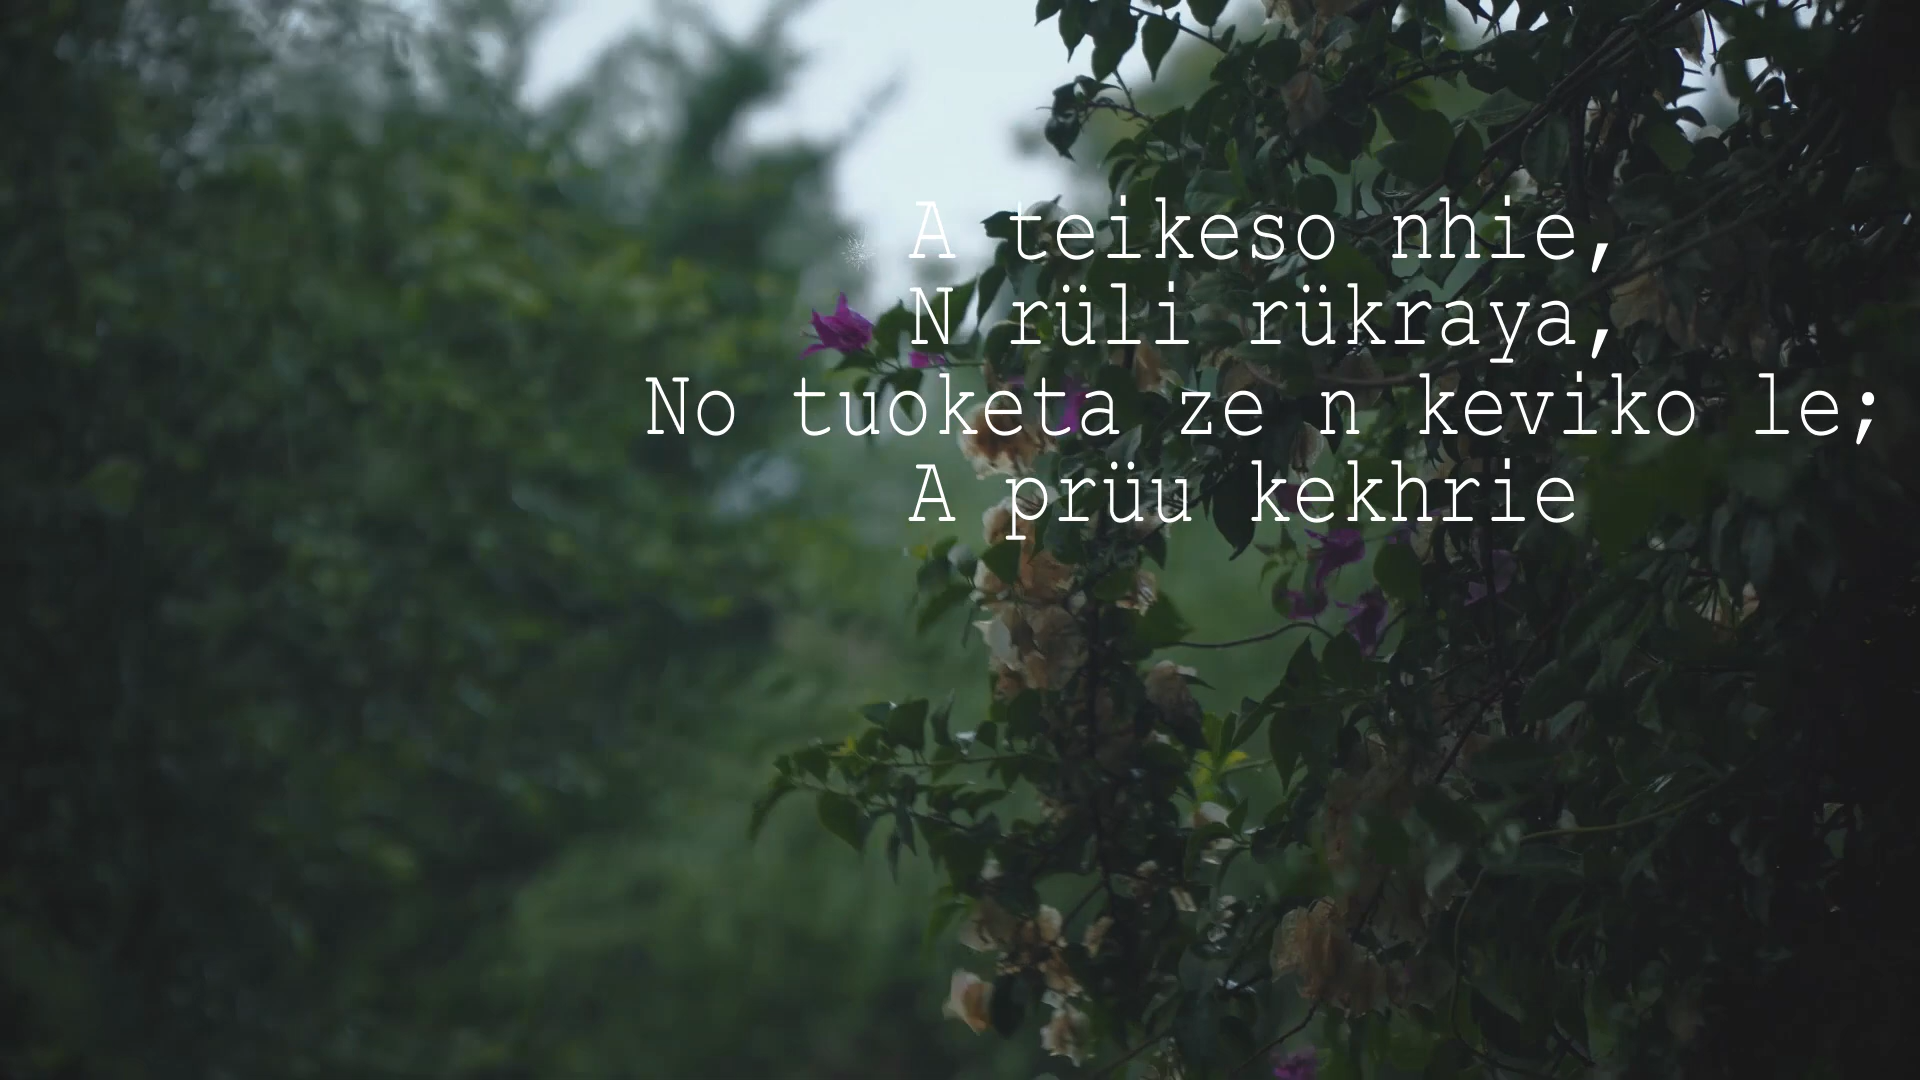 A teikeso nhie,
N rüli rükraya,
No tuoketa ze n keviko le;
A prüu kekhrie